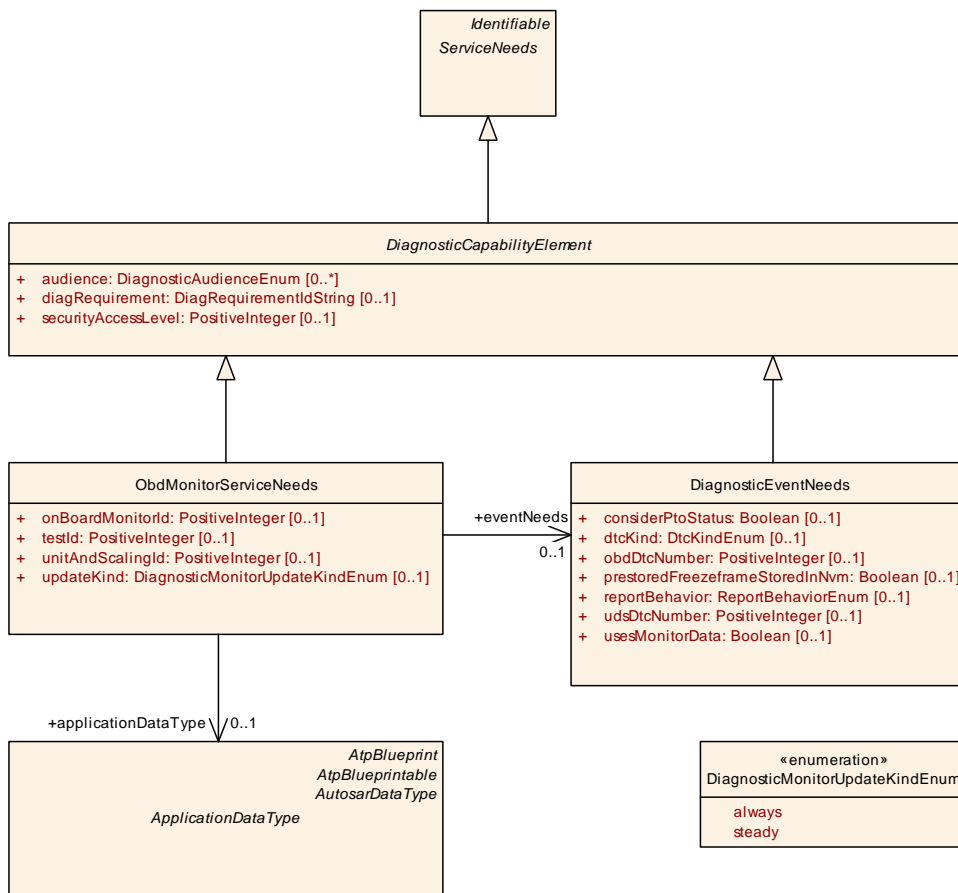 Identifiable
ServiceNeeds
DiagnosticCapabilityElement
+ audience: DiagnosticAudienceEnum [0..*]
+ diagRequirement: DiagRequirementIdString [0..1]
+ securityAccessLevel: PositiveInteger [0..1]
ObdMonitorServiceNeeds
+ onBoardMonitorId: PositiveInteger [0..1]
+ testId: PositiveInteger [0..1]
+ unitAndScalingId: PositiveInteger [0..1]
+ updateKind: DiagnosticMonitorUpdateKindEnum [0..1]
+eventNeeds
0..1
DiagnosticEventNeeds
+ considerPtoStatus: Boolean [0..1]
+ dtcKind: DtcKindEnum [0..1]
+ obdDtcNumber: PositiveInteger [0..1]
+ prestoredFreezeframeStoredInNvm: Boolean [0..1]
+ reportBehavior: ReportBehaviorEnum [0..1]
+ udsDtcNumber: PositiveInteger [0..1]
+ usesMonitorData: Boolean [0..1]
+applicationDataType 0..1
AtpBlueprint
AtpBlueprintable
AutosarDataType
ApplicationDataType
«enumeration»
DiagnosticMonitorUpdateKindEnum
always
steady